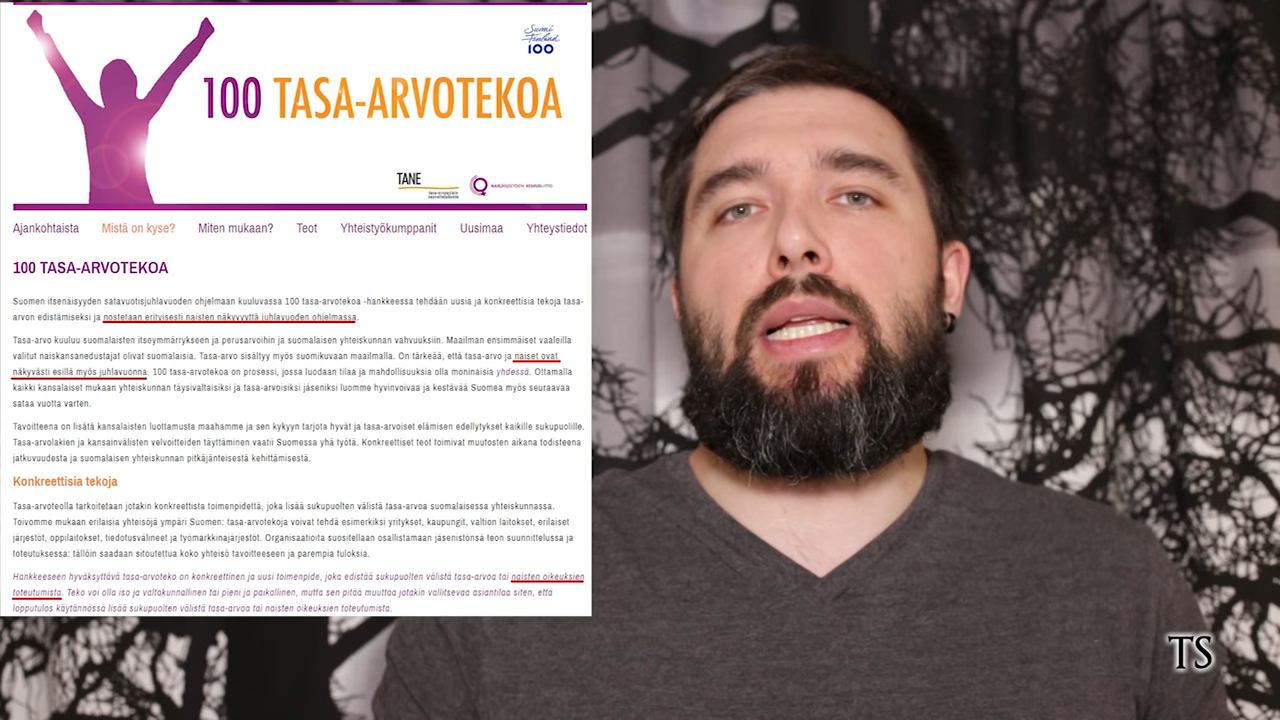 Suomi
Finland
100
100 TASA-ARVOTEKOA
TANE
Ajankohtaista Mistä on kyse? Miten mukaan? Teot Yhteistyökumppanit Uusimaa Yhteystiedot
100 TASA-ARVOTEKOA
Suomen itsenäisyyden satavuotisjuhlavuoden ohjelmaan kuuluvassa 100 tasa-arvotekoa -hankkeessa tehdään uusia ja konkreettisia tekoja tasa-
arvon edistämiseksi ja nostetaan erityisesti naisten näkyvyyttä juhlavuoden ohjelmassa.
Tasa-arvo kuuluu suomalaisten itseymmärrykseen ja perusarvoihin ja suomalaisen yhteiskunnan vahvuuksiin. Maailman ensimmäiset vaaleilla
valitut naiskansanedustajat olivat suomalaisia. Tasa-arvo sisältyy myös suomikuvaan maailmalla. On tärkeää, että tasa-arvo ja naiset ovat
näkyvästi esillä myös juhlavuonna. 100 tasa-arvotekoa on prosessi, jossa luodaan tilaa ja mahdollisuuksia olla moninaisia yhdessä. Ottamalla
kaikki kansalaiset mukaan yhteiskunnan täysivaltaisiksi ja tasa-arvoisiksi jäseniksi luomme hyvinvoivaa ja kestävää Suomea myös seuraavaa
sataa vuotta varten.
Tavoitteena on lisätä kansalaisten luottamusta maahamme ja sen kykyyn tarjota hyvät ja tasa-arvoiset elämisen edellytykset kaikille sukupuolille.
Tasa-arvolakien ja kansainvälisten velvoitteiden täyttäminen vaatii Suomessa yhä työtä. Konkreettiset teot toimivat muutosten aikana todisteena
jatkuvuudesta ja suomalaisen yhteiskunnan pitkäjänteisestä kehittämisestä.
Konkreettisia tekoja
Tasa-arvoteolla tarkoitetaan jotakin konkreettista toimenpidettä, joka lisää sukupuolten välistä tasa-arvoa suomalaisessa yhteiskunnassa.
Toivomme mukaan erilaisia yhteisöjä ympäri Suomen: tasa-arvotekoja voivat tehdä esimerkiksi yritykset, kaupungit, valtion laitokset, erilaiset
järjestöt, oppilaitokset, tiedotusvälineet ja työmarkkinajärjestöt. Organisaatioita suositellaan osallistamaan jäsenistönsä teon suunnittelussa ja
toteutuksessa: tällöin saadaan sitoutettua koko yhteisö tavoitteeseen ja parempia tuloksia.
Hankkeeseen hyväksyttävä tasa-arvoteko on konkreettinen ja uusi toimenpide, joka edistää sukupuolten välistä tasa-arvoa tai naisten oikeuksien
toteutumista. Teko voi olla iso ja valtakunnallinen tai pieni ja paikallinen, mutta sen pitää muuttaa jotakin vallitsevaa asiantilaa siten, että
lopputulos käytännössä lisää sukupuolten välistä tasa-arvoa tai naisten oikeuksien toteutumista.
TS